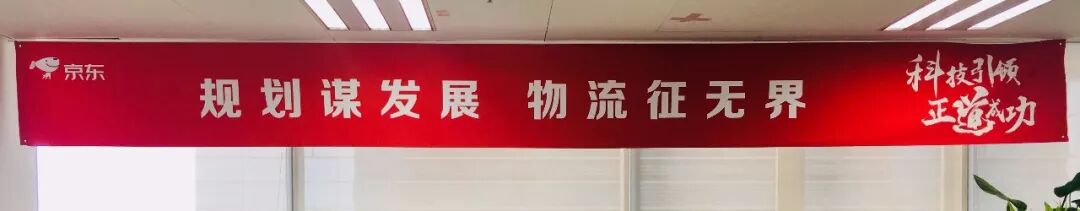 京东
规划谋发展 物流征无界
科技引领
正道成功